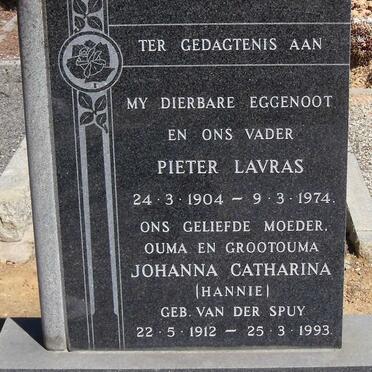 TER GEDAGTENIS AAN
MY DIERBARE EGGENOOT
EN ONS VADER
PIETER LAVRAS
24·3·1904 – 9·3·1974.
ONS GELIEFDE MOEDER,
OUMA EN GROOTOUMA
JOHANNA CATHARINA
(HANNIE)
GEB. VAN DER SPUY
22·5·1912 – 25·3·1993.